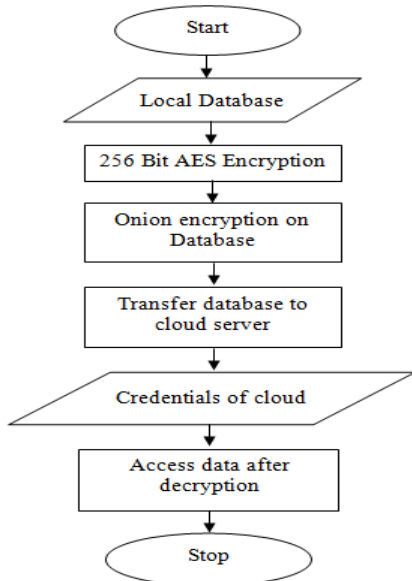 Start
Local Database
256 Bit AES Encryption
Onion encryption on
Database
Transfer database to
cloud server
Credentials of cloud
Access data after
decryption
Stop